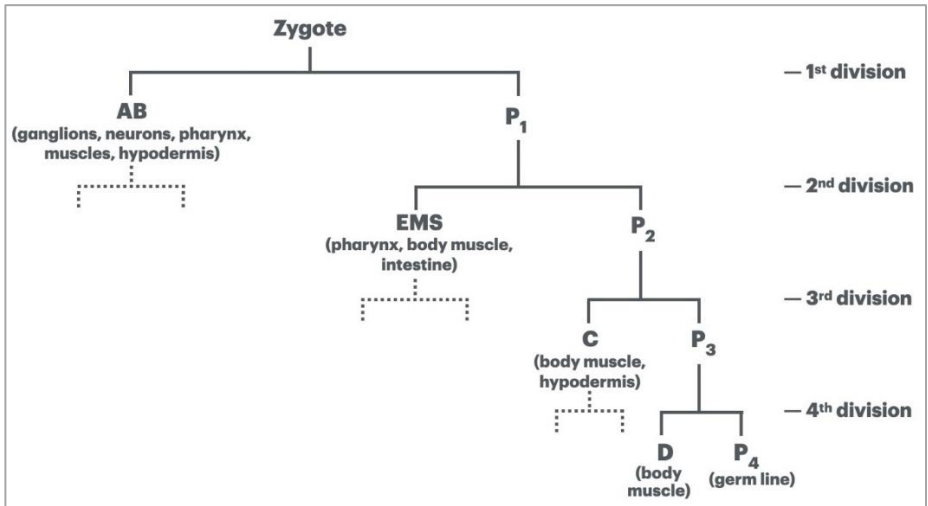 Zygote
1st division
AB
(ganglions, neurons, pharynx,
muscles, hypodermis)
P1
2nd division
EMS
(pharynx, body muscle,
intestine)
P2
3rd division
C
(body muscle,
hypodermis)
P3
4th division
D
(body
muscle)
P4
(germ line)